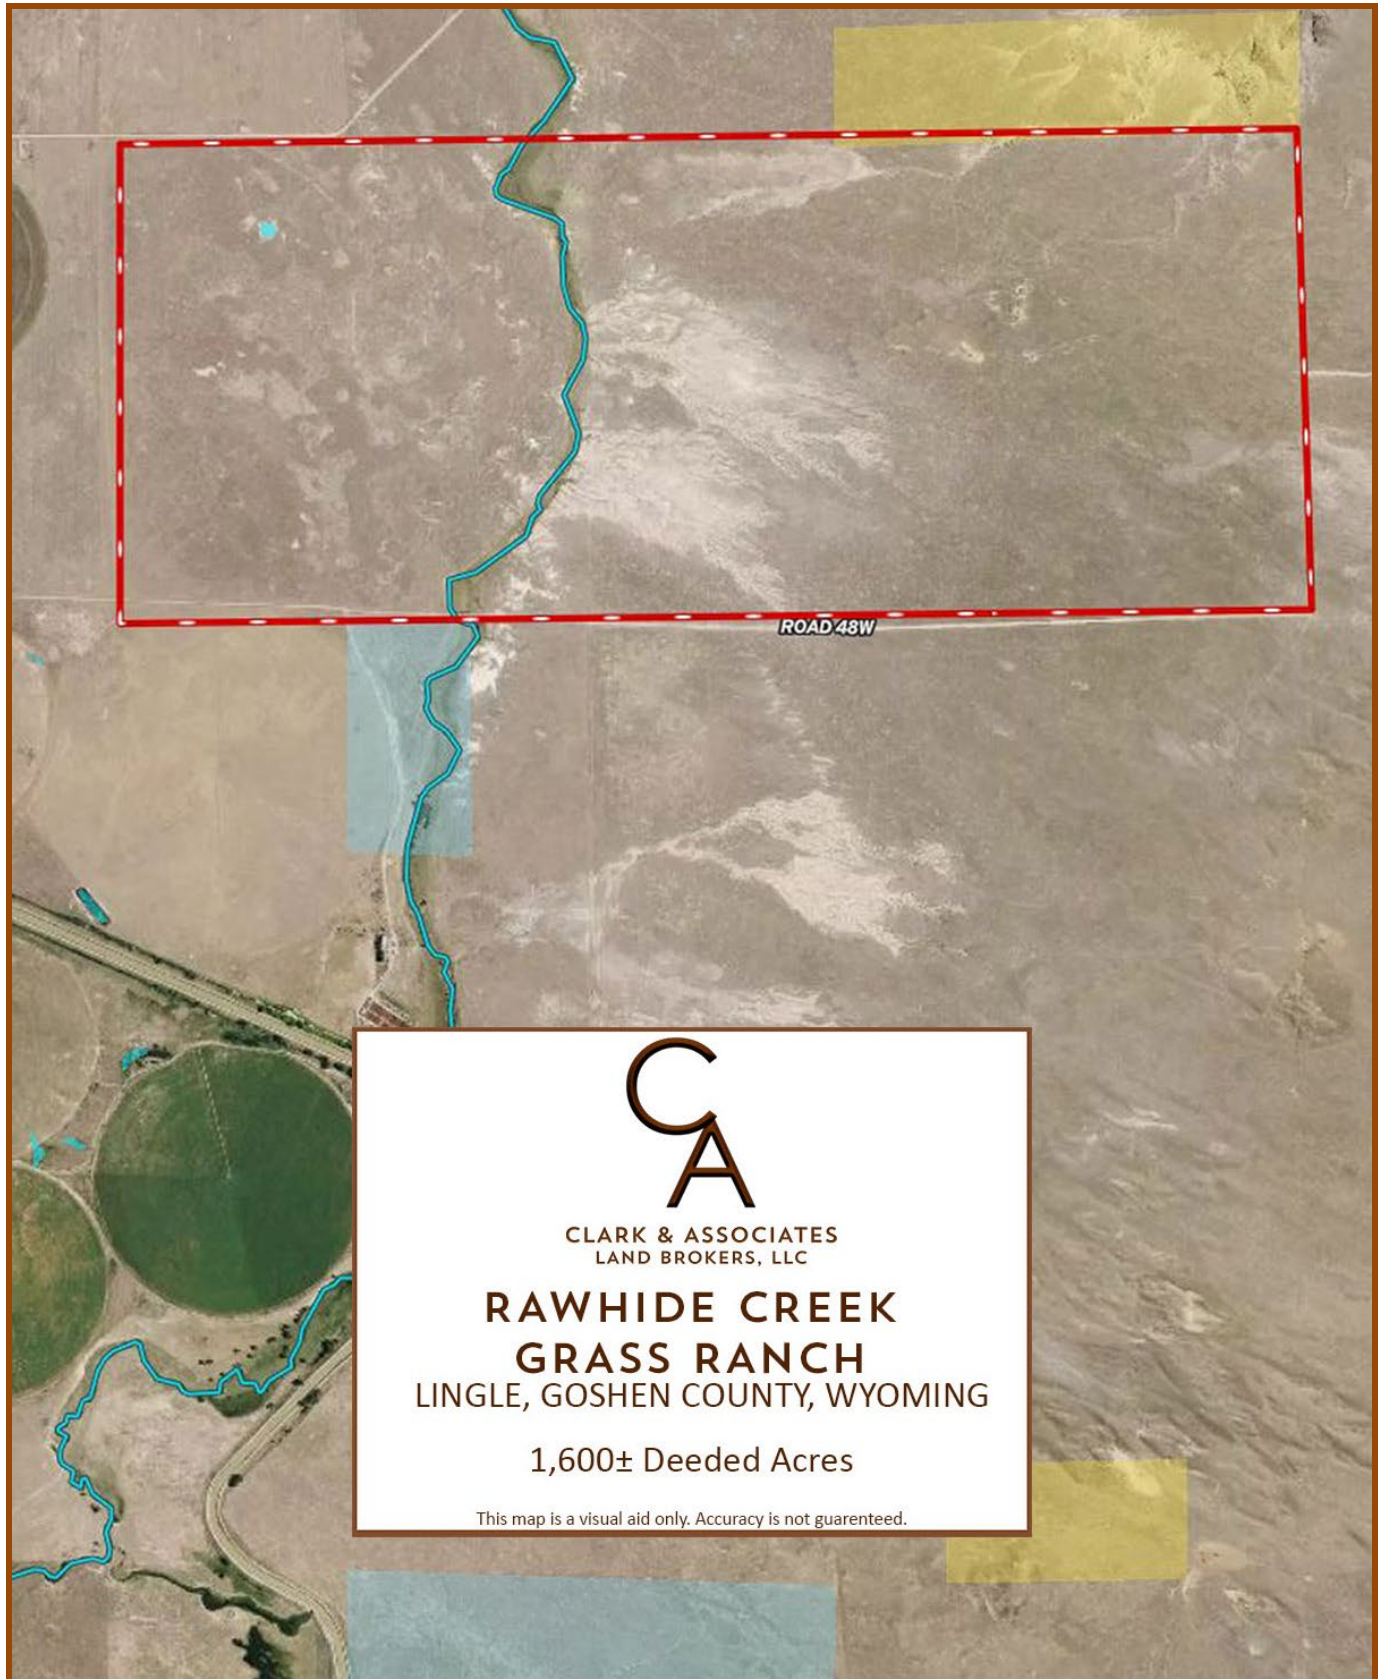 ROAD 48W
CA
CLARK & ASSOCIATES
LAND BROKERS, LLC
RAWHIDE CREEK
GRASS RANCH
LINGLE, GOSHEN COUNTY, WYOMING
1,600± Deeded Acres
This map is a visual aid only. Accuracy is not guarenteed.